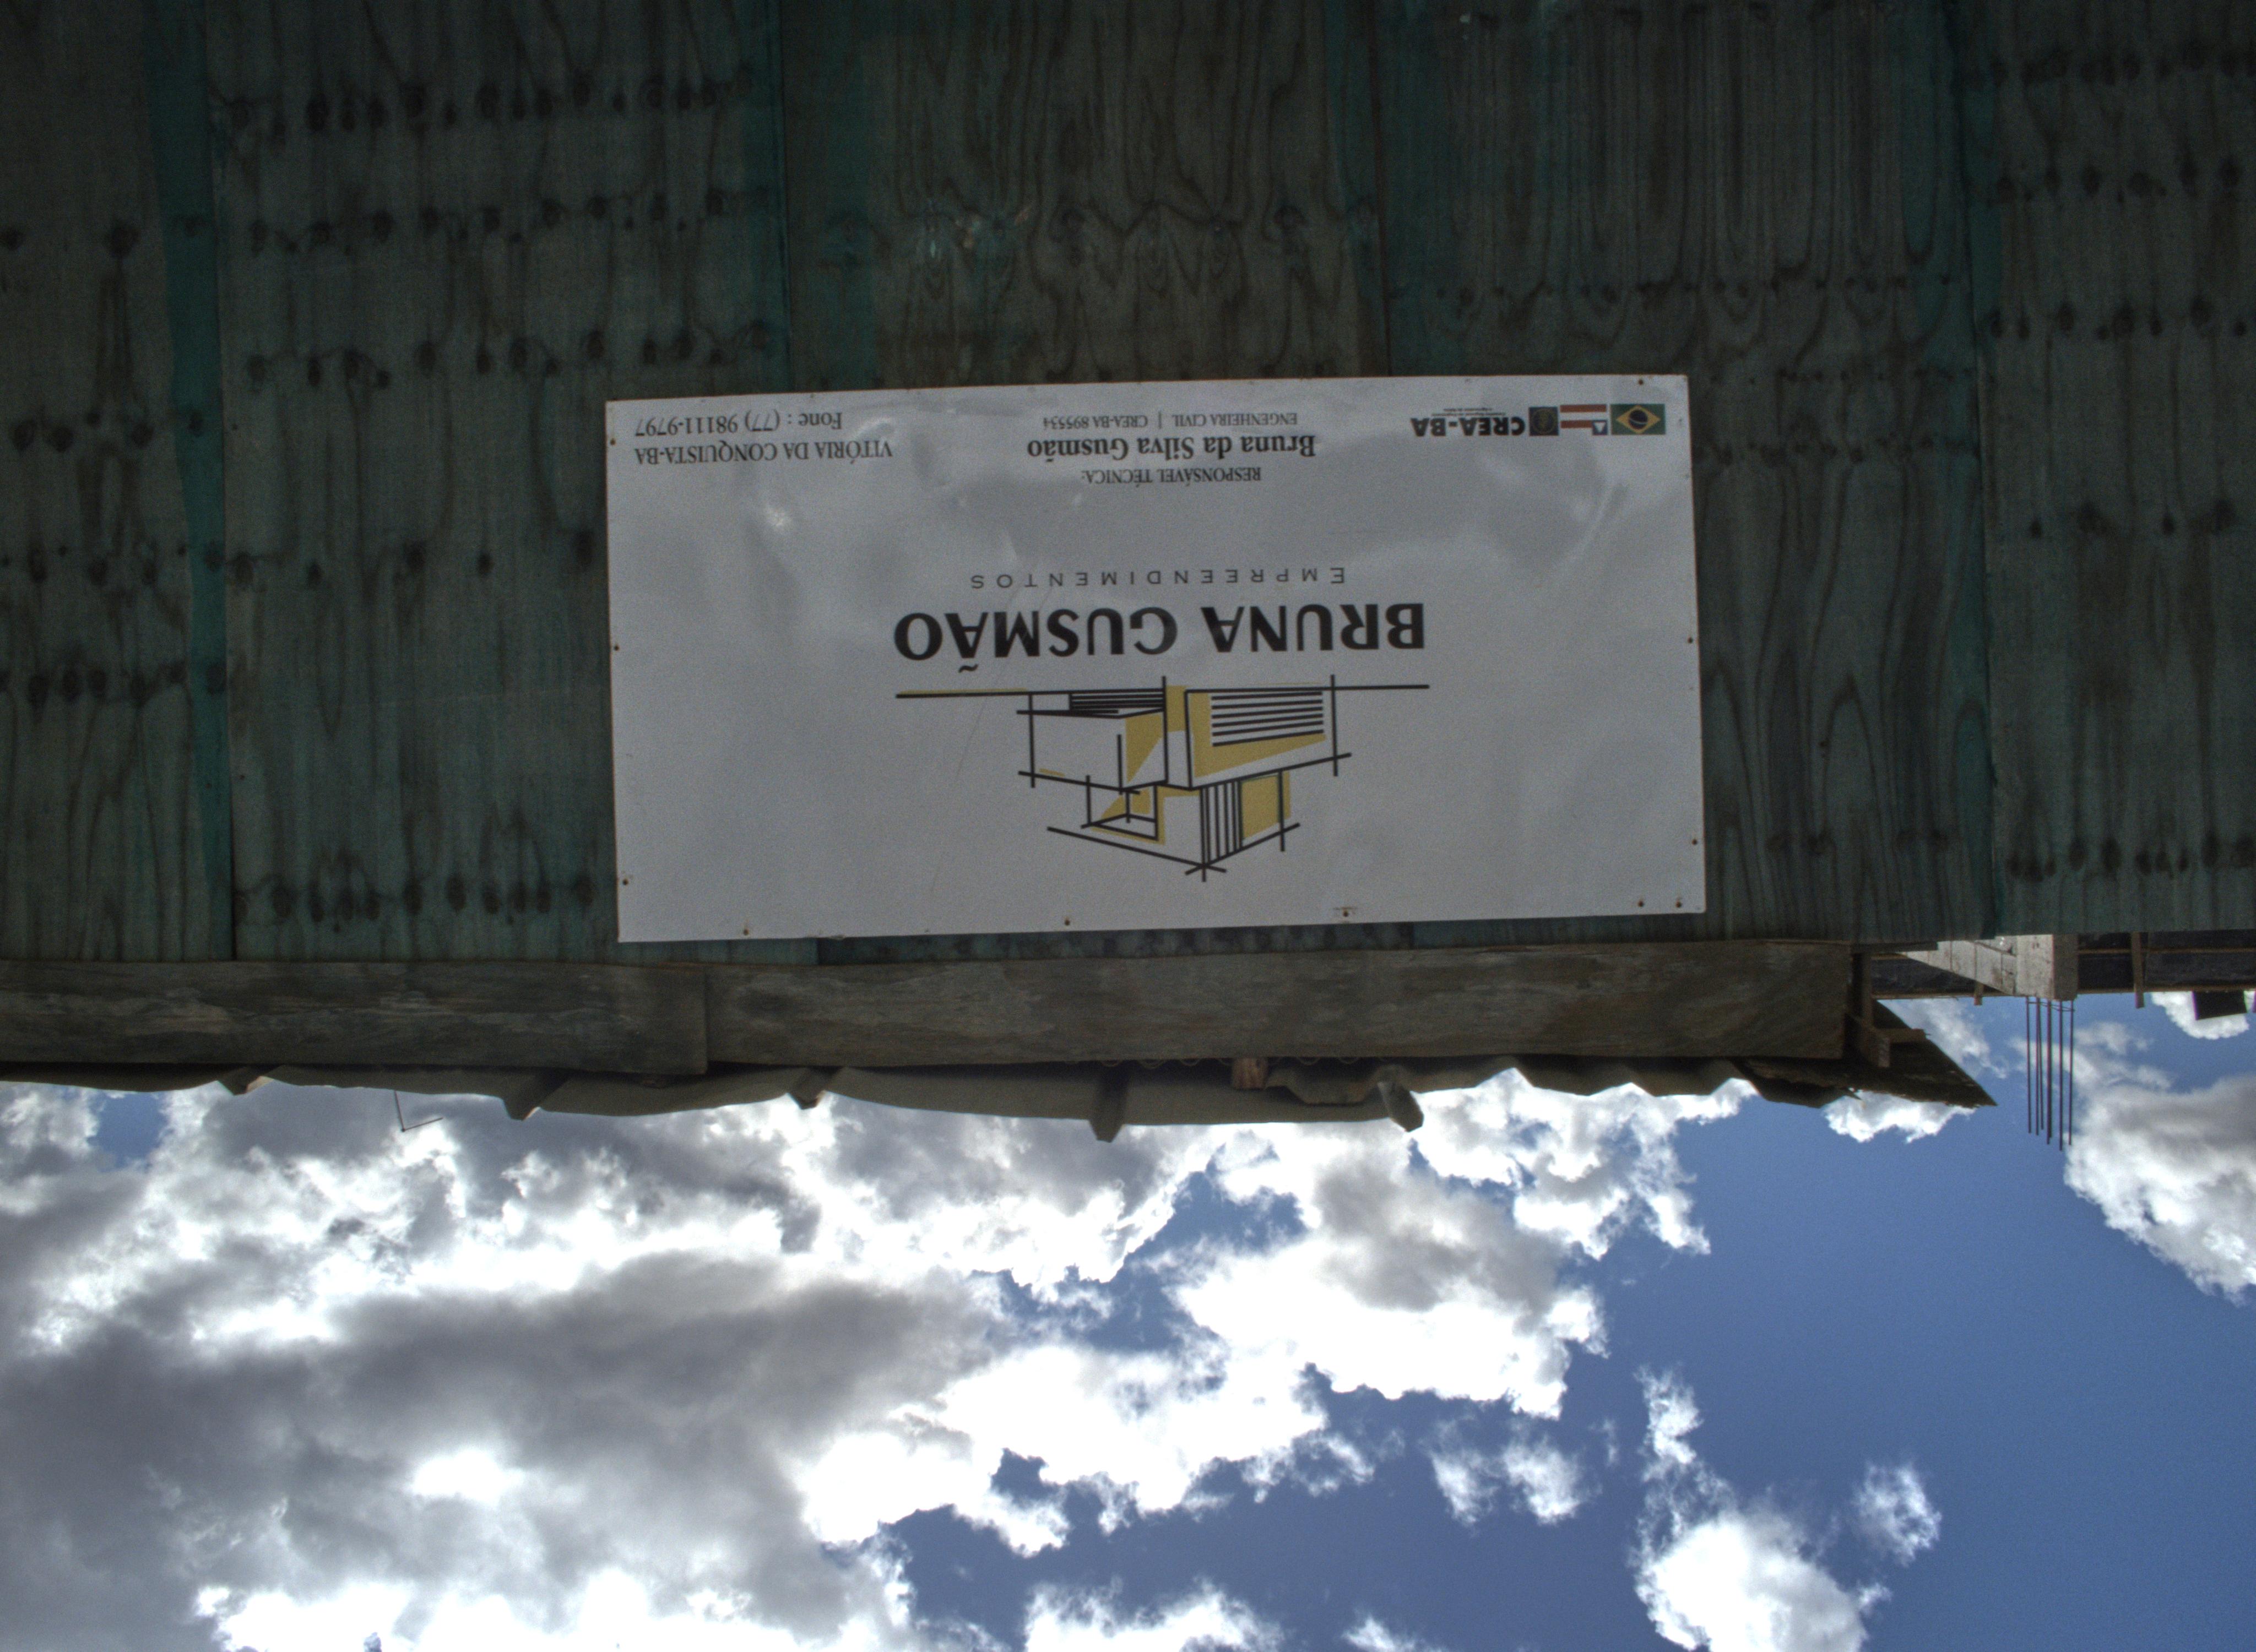 BRUNA GUSMÃO
EMPREENDIMENTOS
RESPONSÁVEL TÉCNICA:
Bruna da Silva Gusmão
ENGENHEIRA CIVIL | CREA-BA 895534
CREA-BA
VITÓRIA DA CONQUISTA-BA
Fone : (77) 98111-9797